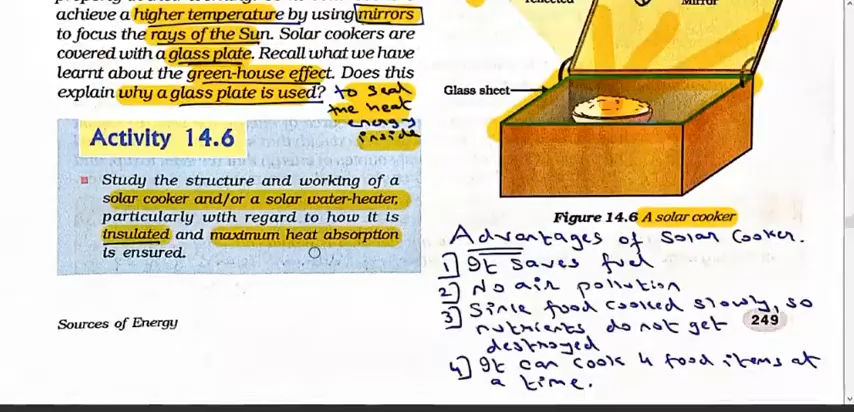 achieve a higher temperature by using mirrors
to focus the rays of the Sun. Solar cookers are
covered with a glass plate. Recall what we have
learnt about the green-house effect. Does this
explain why a glass plate is used? to seal
the heat
energy
inside
Activity 14.6
Study the structure and working of a
solar cooker and/or a solar water-heater,
particularly with regard to how it is
insulated and maximum heat absorption
is ensured.
Sources of Energy
reflected
Mirror
Glass sheet
Figure 14.6 A solar cooker
Advantages of Solar Cooker.
1] It saves fuel
2] No air pollution
3] Since food cooked slowly, so
nutrients do not get
destroyed
249
4] It can cook 4 food items at
a time.